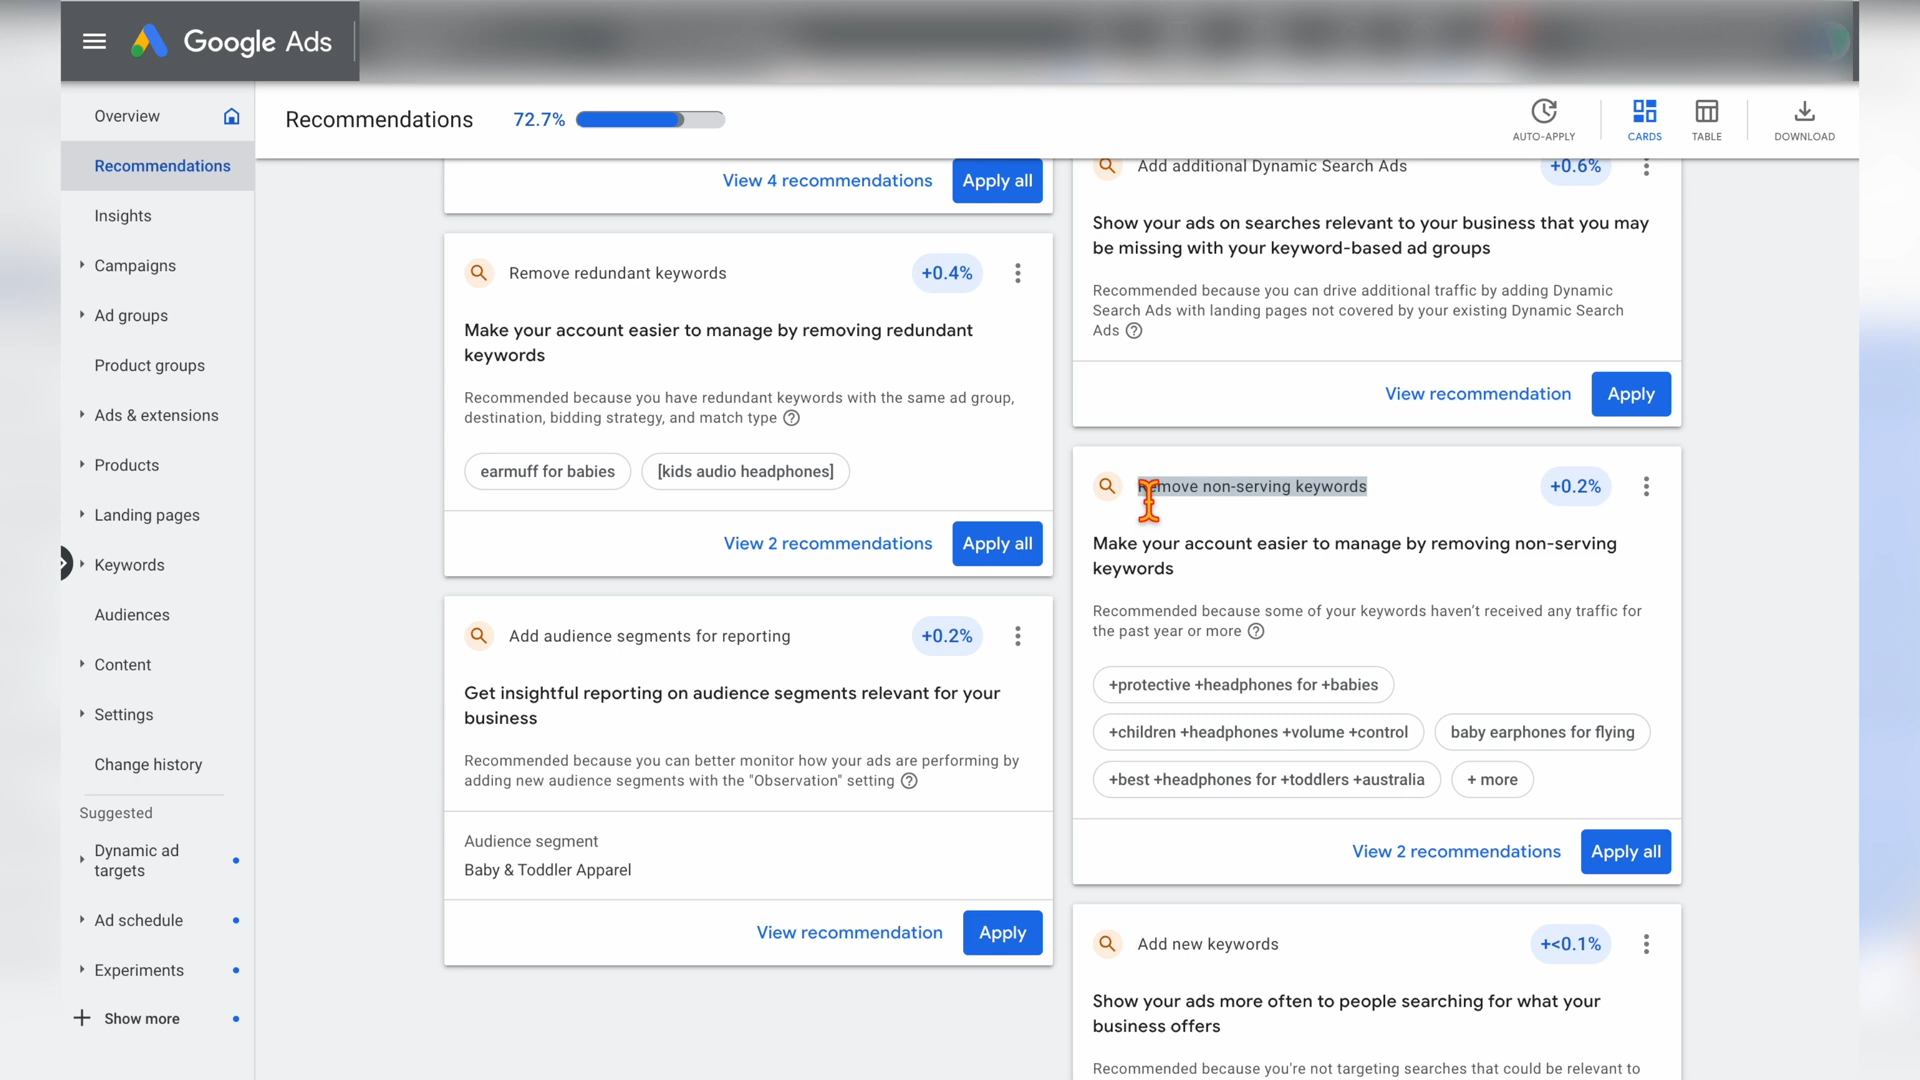 Google Ads
Overview
Recommendations
Insights
Campaigns
Ad groups
Product groups
Ads & extensions
Products
Landing pages
Keywords
Audiences
Content
Settings
Change history
Suggested
Dynamic ad
targets
Ad schedule
Experiments
Show more
Recommendations 72.7%
AUTO-APPLY
CARDS
TABLE
DOWNLOAD
View 4 recommendations Apply all
Remove redundant keywords +0.4%
Make your account easier to manage by removing redundant
keywords
Recommended because you have redundant keywords with the same ad group,
destination, bidding strategy, and match type
earmuff for babies [kids audio headphones]
View 2 recommendations Apply all
Add audience segments for reporting +0.2%
Get insightful reporting on audience segments relevant for your
business
Recommended because you can better monitor how your ads are performing by
adding new audience segments with the "Observation" setting
Audience segment
Baby & Toddler Apparel
View recommendation Apply
Add additional Dynamic Search Ads +0.6%
Show your ads on searches relevant to your business that you may
be missing with your keyword-based ad groups
Recommended because you can drive additional traffic by adding Dynamic
Search Ads with landing pages not covered by your existing Dynamic Search
Ads
View recommendation Apply
Remove non-serving keywords +0.2%
Make your account easier to manage by removing non-serving
keywords
Recommended because some of your keywords haven't received any traffic for
the past year or more
+protective +headphones for +babies
+children +headphones +volume +control baby earphones for flying
+best +headphones for +toddlers +australia + more
View 2 recommendations Apply all
Add new keywords +<0.1%
Show your ads more often to people searching for what your
business offers
Recommended because you're not targeting searches that could be relevant to